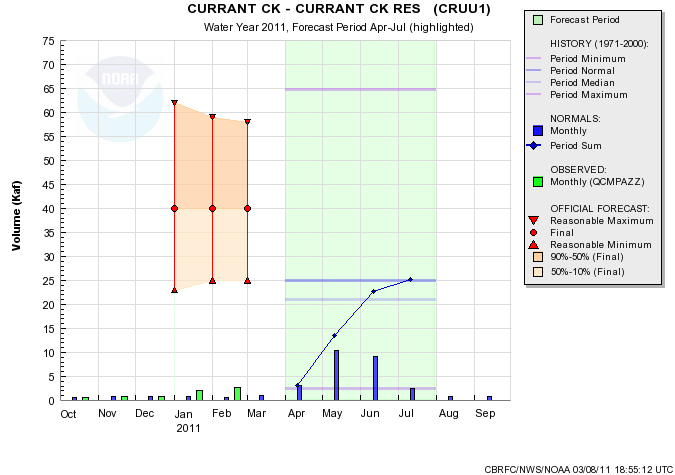 CURRANT CK - CURRANT CK RES (CRUU1)
Water Year 2011, Forecast Period Apr-Jul (highlighted)
Volume (Kaf)
75
70
65
60
55
50
45
40
35
30
25
20
15
10
5
0
NOAA
Oct Nov Dec Jan Feb Mar Apr May Jun Jul Aug Sep
2011
Forecast Period
HISTORY (1971-2000):
Period Minimum
Period Normal
Period Median
Period Maximum
NORMALS:
Monthly
Period Sum
OBSERVED:
Monthly (QCMPAZZ)
OFFICIAL FORECAST:
Reasonable Maximum
Final
Reasonable Minimum
90%-50% (Final)
50%-10% (Final)
CBRFC/NWS/NOAA 03/08/11 18:55:12 UTC